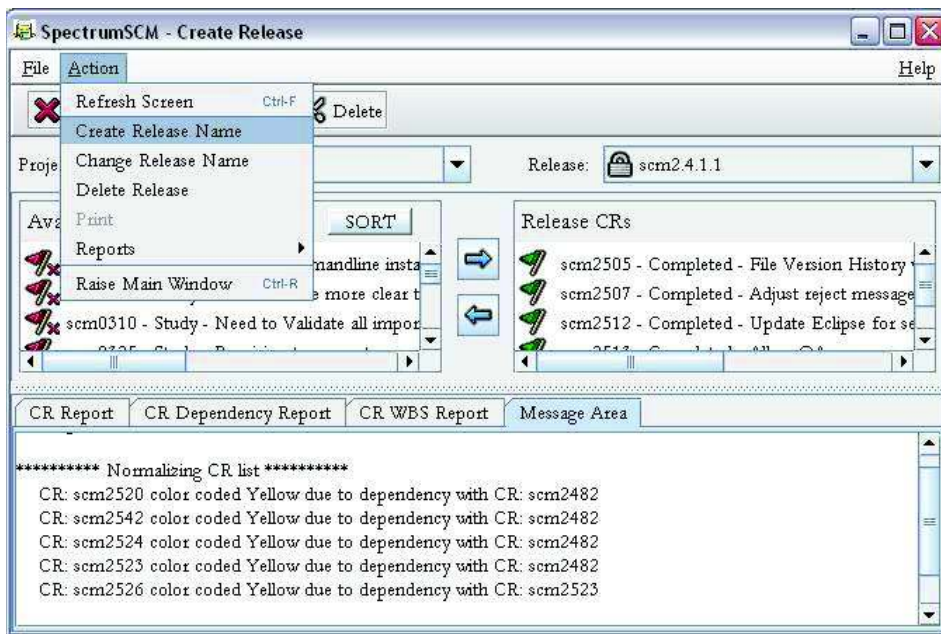 SpectrumSCM - Create Release
File Action Help
Refresh Screen Ctrl-F
Create Release Name
Change Release Name
Delete Release
Print
Reports
Raise Main Window Ctrl-R
Delete
Proje
Release: scm2.4.1.1
Ava
SORT
mandline insta
e more clear t
scm0310 - Study - Need to Validate all impor
Release CRs
scm2505 - Completed - File Version History
scm2507 - Completed - Adjust reject message
scm2512 - Completed - Update Eclipse for se
CR Report CR Dependency Report CR WBS Report Message Area
********** Normalizing CR list **********
CR: scm2520 color coded Yellow due to dependency with CR: scm2482
CR: scm2542 color coded Yellow due to dependency with CR: scm2482
CR: scm2524 color coded Yellow due to dependency with CR: scm2482
CR: scm2523 color coded Yellow due to dependency with CR: scm2482
CR: scm2526 color coded Yellow due to dependency with CR: scm2523